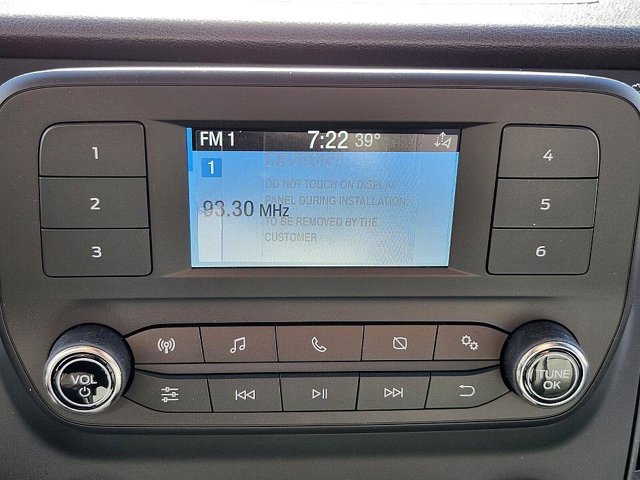 FM 1 7:22 39°
1
CAUTION!
DO NOT TOUCH ON DISPLAY
PANEL DURING INSTALLATION.
93.30 MHz
TO BE REMOVED BY THE
CUSTOMER
1
2
3
4
5
6
VOL
TUNE
OK